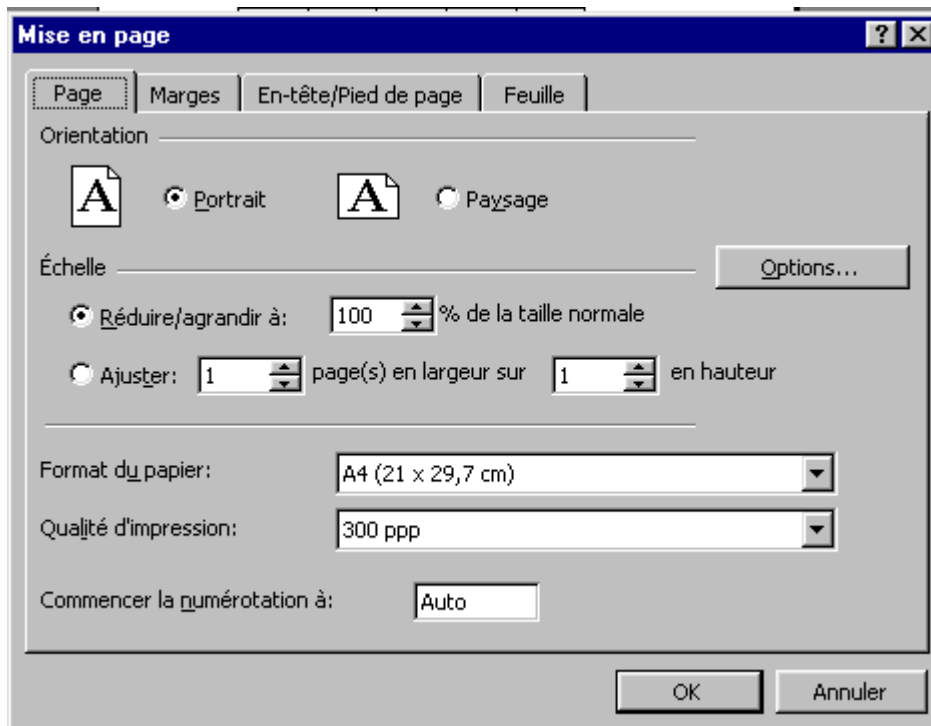 Mise en page
Page Marges En-tête/Pied de page Feuille
Orientation
A Portrait A Paysage
Échelle
Options...
Réduire/agrandir à: 100 % de la taille normale
Ajuster: 1 page(s) en largeur sur 1 en hauteur
Format du papier: A4 (21 x 29,7 cm)
Qualité d'impression: 300 ppp
Commencer la numérotation à: Auto
OK Annuler